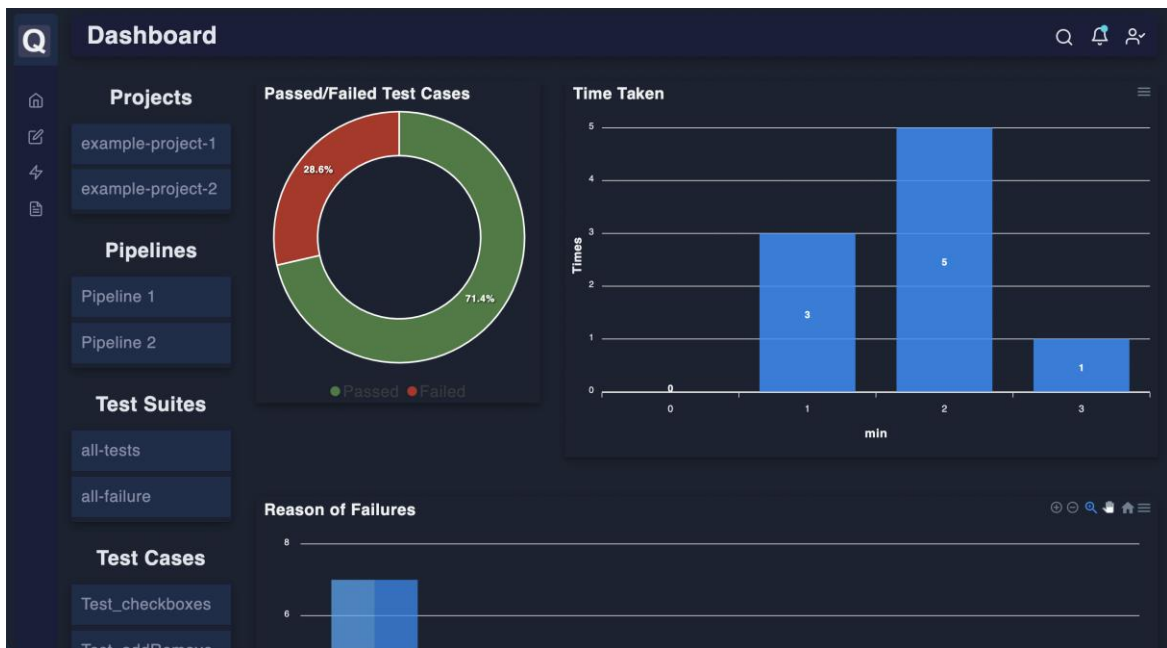 Q
Dashboard
Projects
example-project-1
example-project-2
Pipelines
Pipeline 1
Pipeline 2
Test Suites
all-tests
all-failure
Test Cases
Test_checkboxes
Passed/Failed Test Cases
28.6%
71.4%
Passed Failed
Time Taken
5
4
3
2
1
0
Times
0
3
5
1
0 1 2 3
min
Reason of Failures
8
6